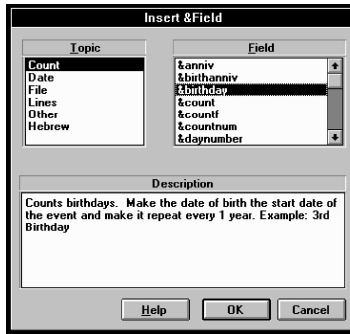 Insert &Field
Topic
Field
Count
Date
File
Lines
Other
Hebrew
&anniv
&birthanniv
&birthday
&count
&countf
&countnum
&daynumber
Description
Counts birthdays. Make the date of birth the start date of
the event and make it repeat every 1 year. Example: 3rd
Birthday
Help
OK
Cancel